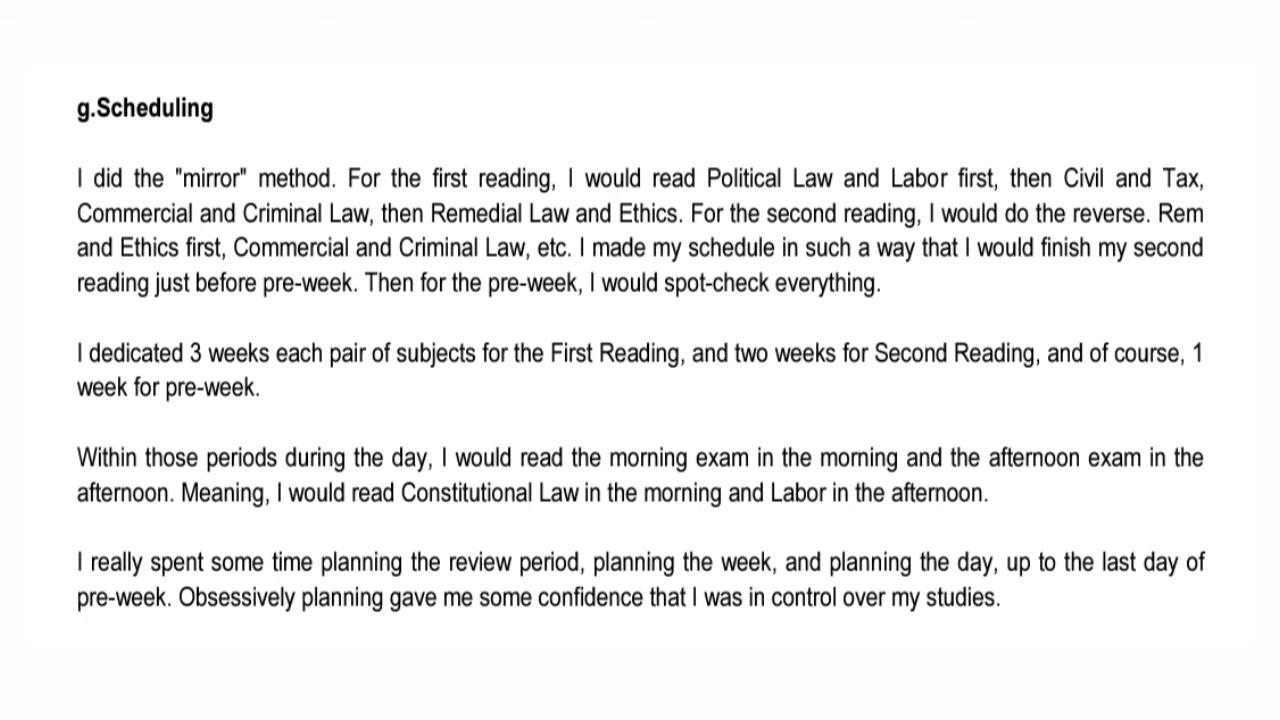 g.Scheduling
I did the "mirror" method. For the first reading, I would read Political Law and Labor first, then Civil and Tax,
Commercial and Criminal Law, then Remedial Law and Ethics. For the second reading, I would do the reverse. Rem
and Ethics first, Commercial and Criminal Law, etc. I made my schedule in such a way that I would finish my second
reading just before pre-week. Then for the pre-week, I would spot-check everything.
I dedicated 3 weeks each pair of subjects for the First Reading, and two weeks for Second Reading, and of course, 1
week for pre-week.
Within those periods during the day, I would read the morning exam in the morning and the afternoon exam in the
afternoon. Meaning, I would read Constitutional Law in the morning and Labor in the afternoon.
I really spent some time planning the review period, planning the week, and planning the day, up to the last day of
pre-week. Obsessively planning gave me some confidence that I was in control over my studies.